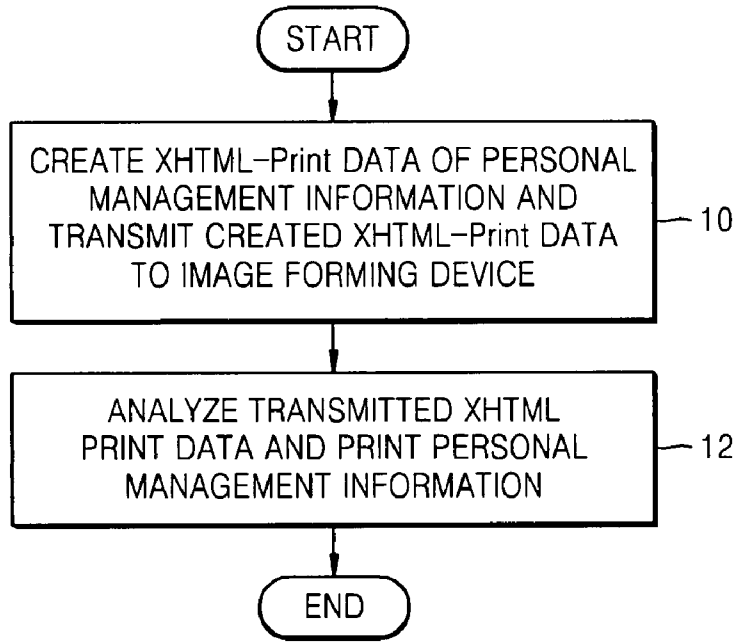 START
CREATE XHTML-Print DATA OF PERSONAL
MANAGEMENT INFORMATION AND
TRANSMIT CREATED XHTML-Print DATA
TO IMAGE FORMING DEVICE
10
ANALYZE TRANSMITTED XHTML
PRINT DATA AND PRINT PERSONAL
MANAGEMENT INFORMATION
12
END